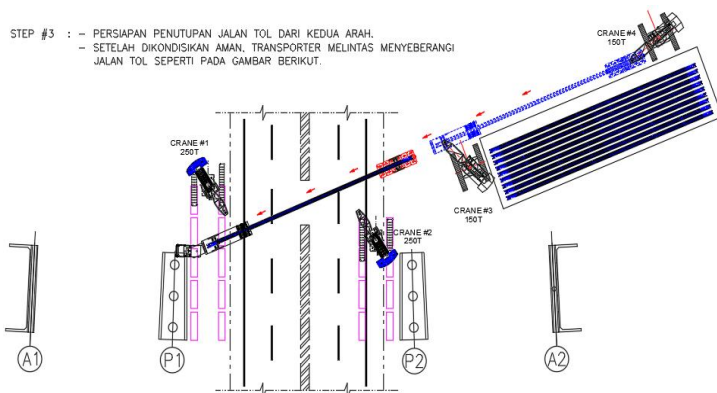 STEP #3 : - PERSIAPAN PENUTUPAN JALAN TOL DARI KEDUA ARAH.
- SETELAH DIKONDISIKAN AMAN, TRANSPORTER MELINTAS MENYEBERANGI
JALAN TOL SEPERTI PADA GAMBAR BERIKUT.
CRANE #4
150T
CRANE #1
250T
CRANE #3
150T
CRANE #2
250T
A1
P1
P2
A2